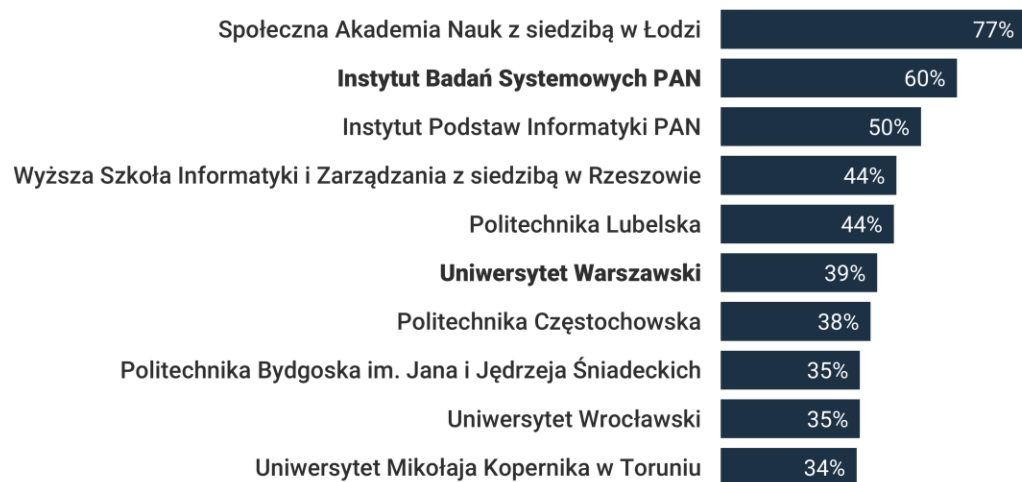 Społeczna Akademia Nauk z siedzibą w Łodzi 77%
Instytut Badań Systemowych PAN 60%
Instytut Podstaw Informatyki PAN 50%
Wyższa Szkoła Informatyki i Zarządzania z siedzibą w Rzeszowie 44%
Politechnika Lubelska 44%
Uniwersytet Warszawski 39%
Politechnika Częstochowska 38%
Politechnika Bydgoska im. Jana i Jędrzeja Śniadeckich 35%
Uniwersytet Wrocławski 35%
Uniwersytet Mikołaja Kopernika w Toruniu 34%